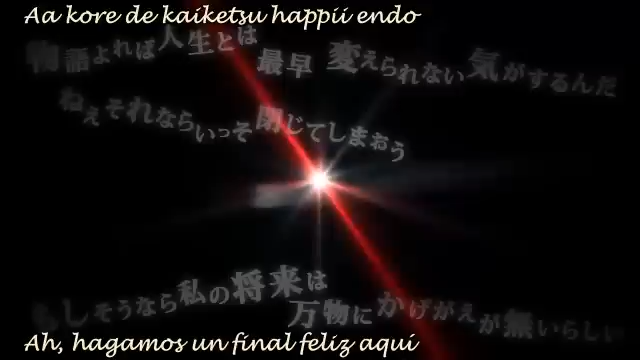 Aa kore de kaiketsu happii endo
物語よれば人生とは最早 変えられない気がするんだ
ねえそれならいっそ閉じてしまおう
もしそうなら私の将来は
万物にかけがえが無いらしい
Ah, hagamos un final feliz aquí